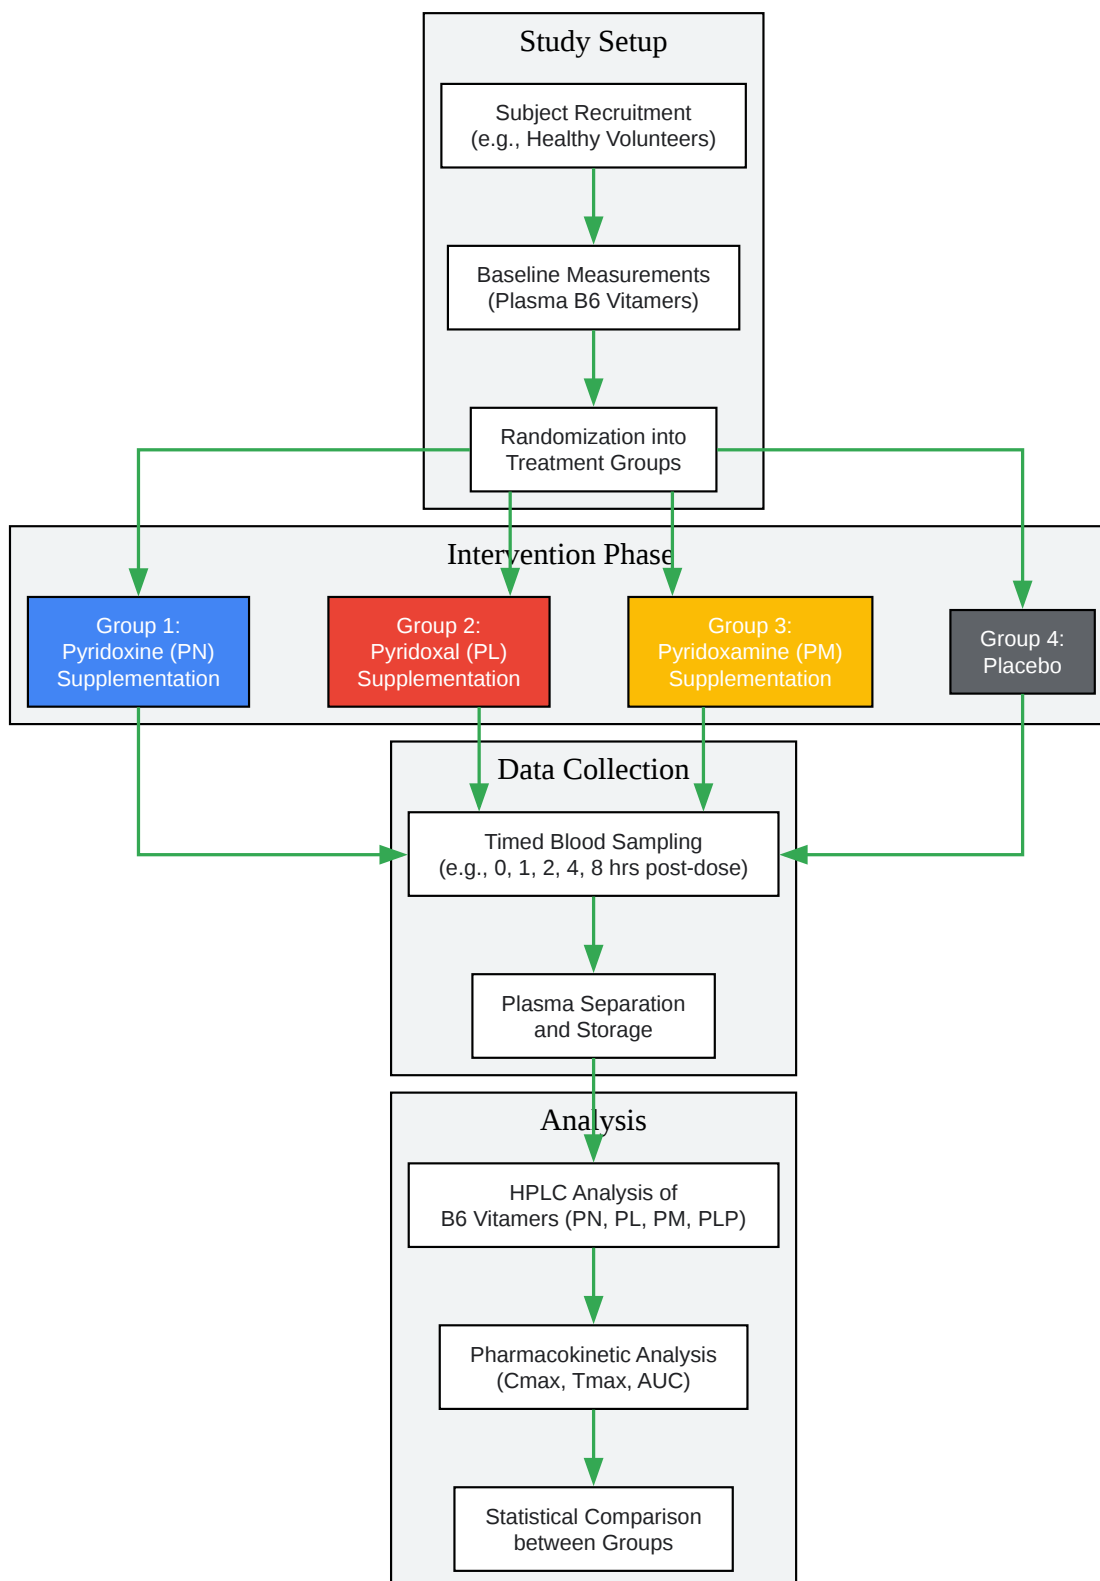 Study Setup
Subject Recruitment
(e.g., Healthy Volunteers)
Baseline Measurements
(Plasma B6 Vitamers)
Randomization into
Treatment Groups
Intervention Phase
Group 1:
Pyridoxine (PN)
Supplementation
Group 2:
Pyridoxal (PL)
Supplementation
Group 3:
Pyridoxamine (PM)
Supplementation
Group 4:
Placebo
Data Collection
Timed Blood Sampling
(e.g., 0, 1, 2, 4, 8 hrs post-dose)
Plasma Separation
and Storage
Analysis
HPLC Analysis of
B6 Vitamers (PN, PL, PM, PLP)
Pharmacokinetic Analysis
(Cmax, Tmax, AUC)
Statistical Comparison
between Groups